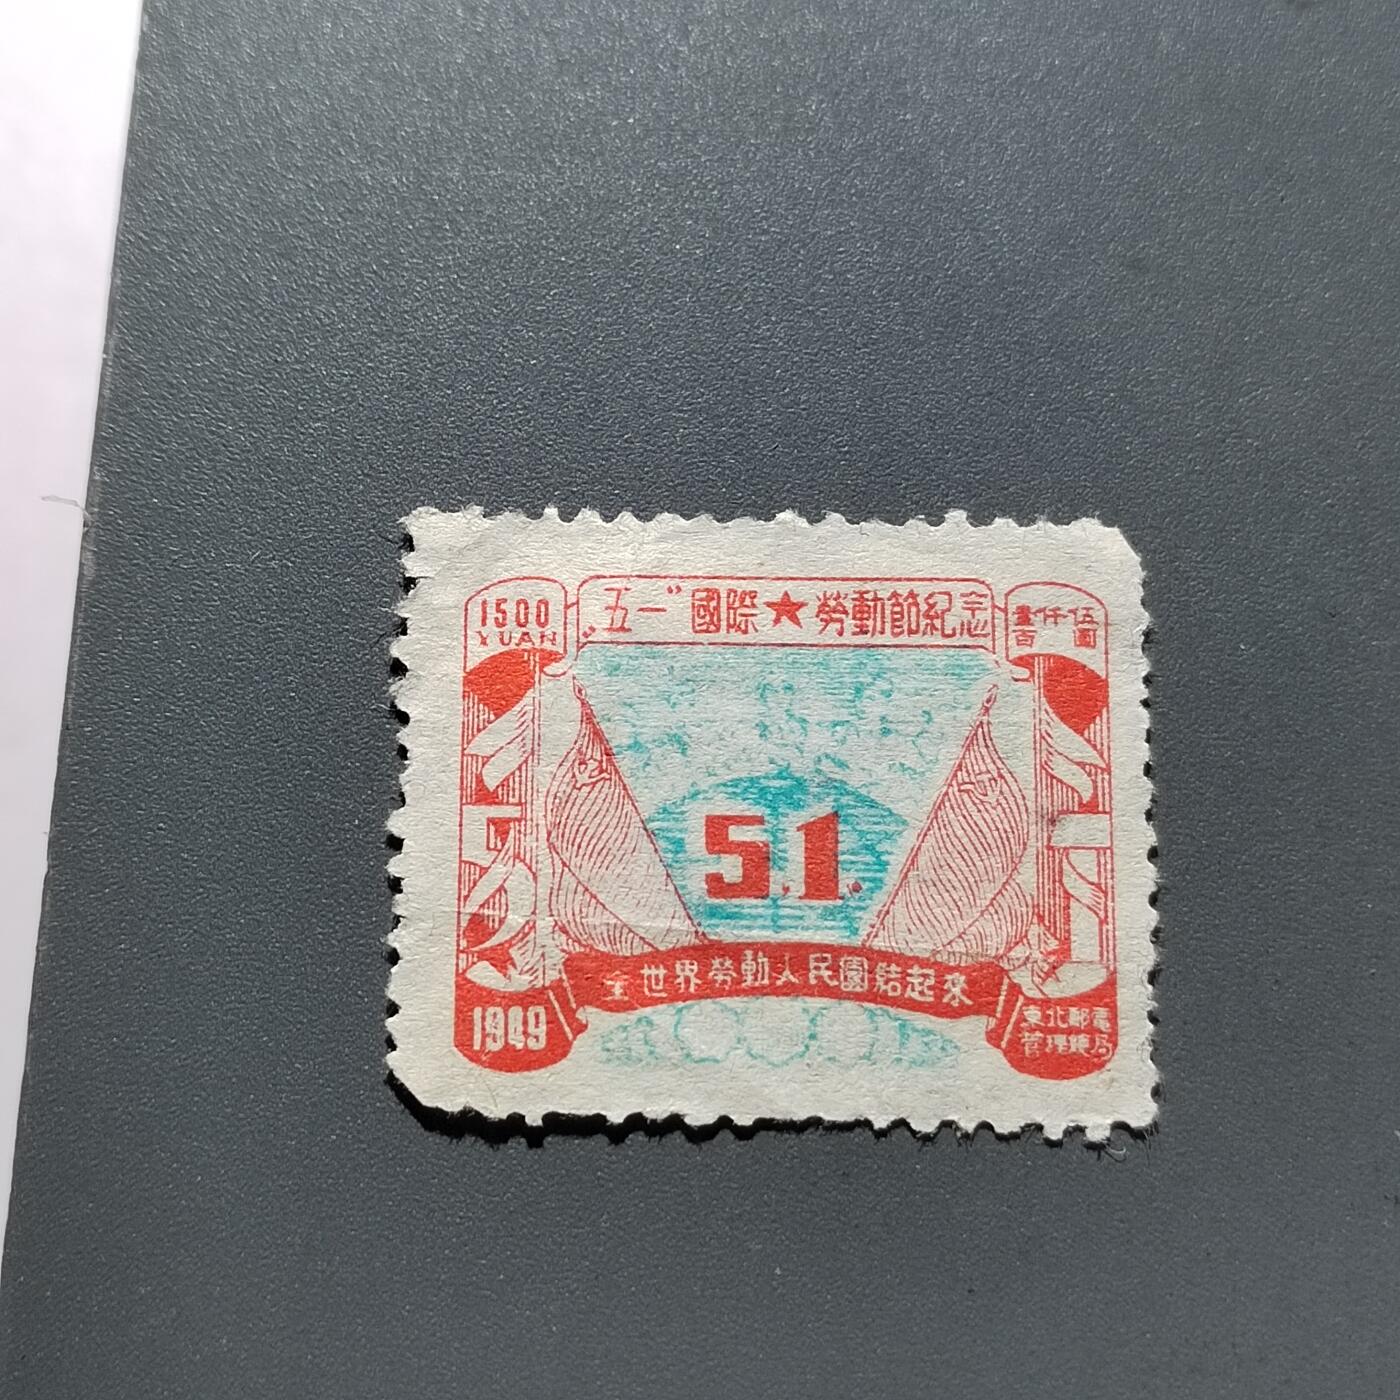 1500
YUAN
„五一"國際★勞動節紀念
壹仟伍
百圓
5.1.
全世界勞動人民團結起來
1949
東北郵電
管理總局